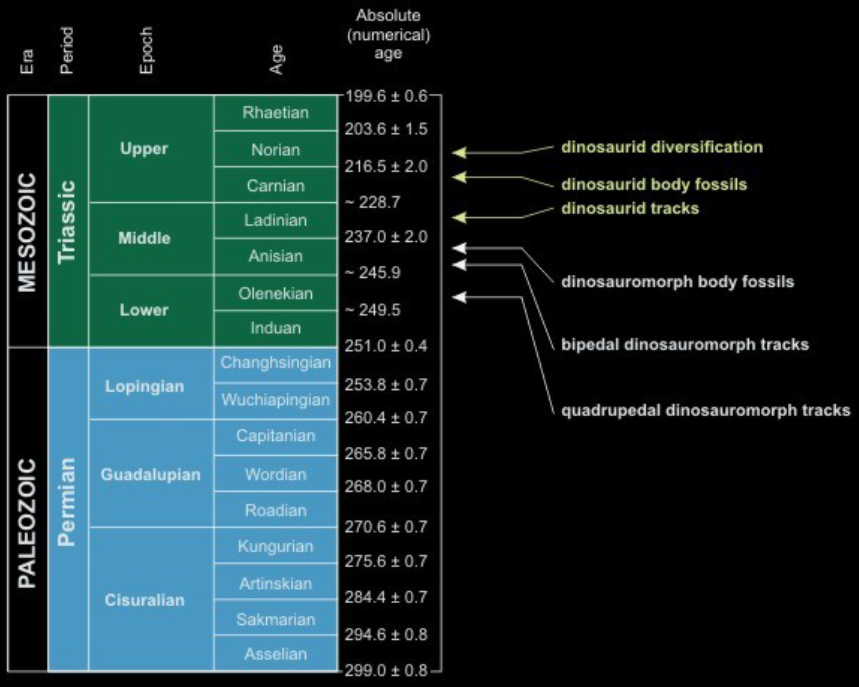 Era
Period
Epoch
Age
Absolute
(numerical)
age
MESOZOIC
Triassic
Upper
Middle
Lower
Rhaetian
Norian
Carnian
Ladinian
Anisian
Olenekian
Induan
PALEOZOIC
Permian
Lopingian
Guadalupian
Cisuralian
Changhsingian
Wuchiapingian
Capitanian
Wordian
Roadian
Kungurian
Artinskian
Sakmarian
Asselian
199.6 ± 0.6
203.6 ± 1.5
216.5 ± 2.0
~ 228.7
237.0 ± 2.0
~ 245.9
~ 249.5
251.0 ± 0.4
253.8 ± 0.7
260.4 ± 0.7
265.8 ± 0.7
268.0 ± 0.7
270.6 ± 0.7
275.6 ± 0.7
284.4 ± 0.7
294.6 ± 0.8
299.0 ± 0.8
dinosaurid diversification
dinosaurid body fossils
dinosaurid tracks
dinosauromorph body fossils
bipedal dinosauromorph tracks
quadrupedal dinosauromorph tracks